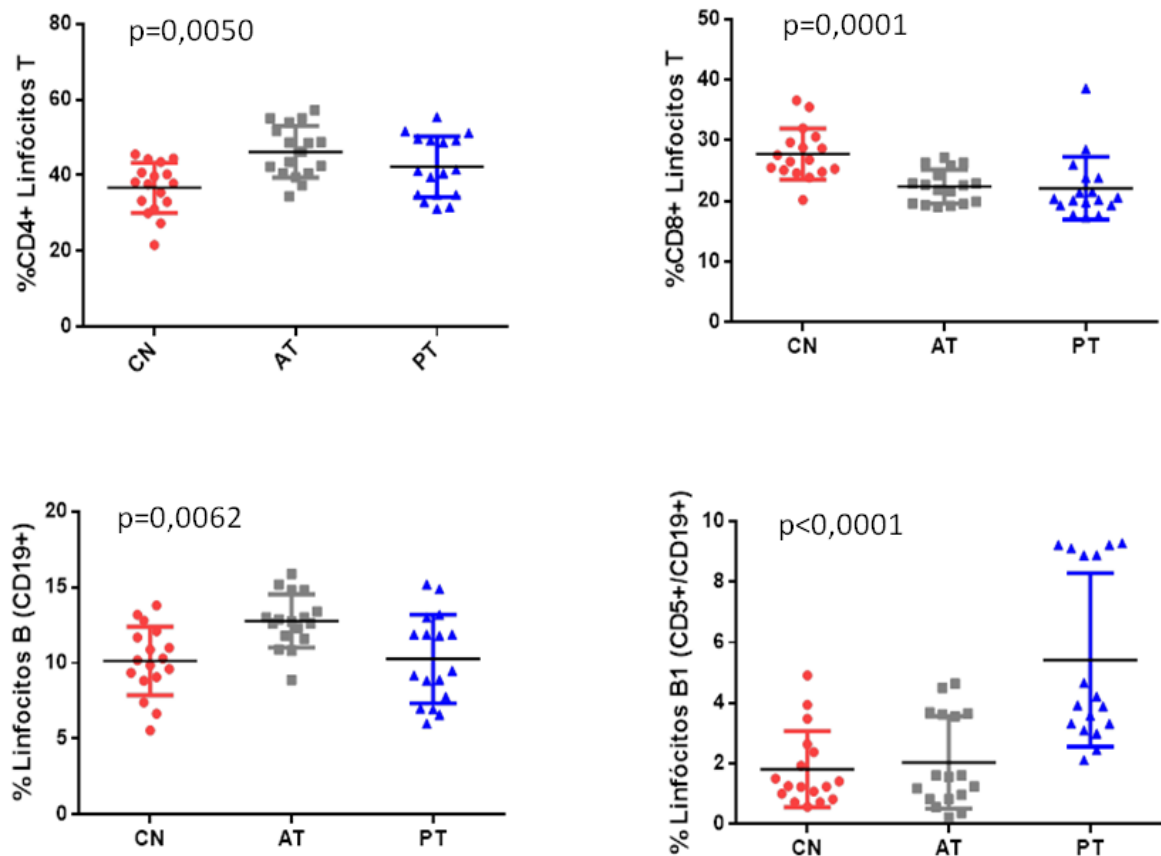 %CD4+ Linfócitos T
p=0,0050
80
60
40
20
0
CN AT PT
%CD8+ Linfocitos T
p=0,0001
50
40
30
20
10
0
CN AT PT
% Linfocitos B (CD19+)
p=0,0062
20
15
10
5
0
CN AT PT
% Linfócitos B1 (CD5+/CD19+)
p<0,0001
10
8
6
4
2
0
CN AT PT